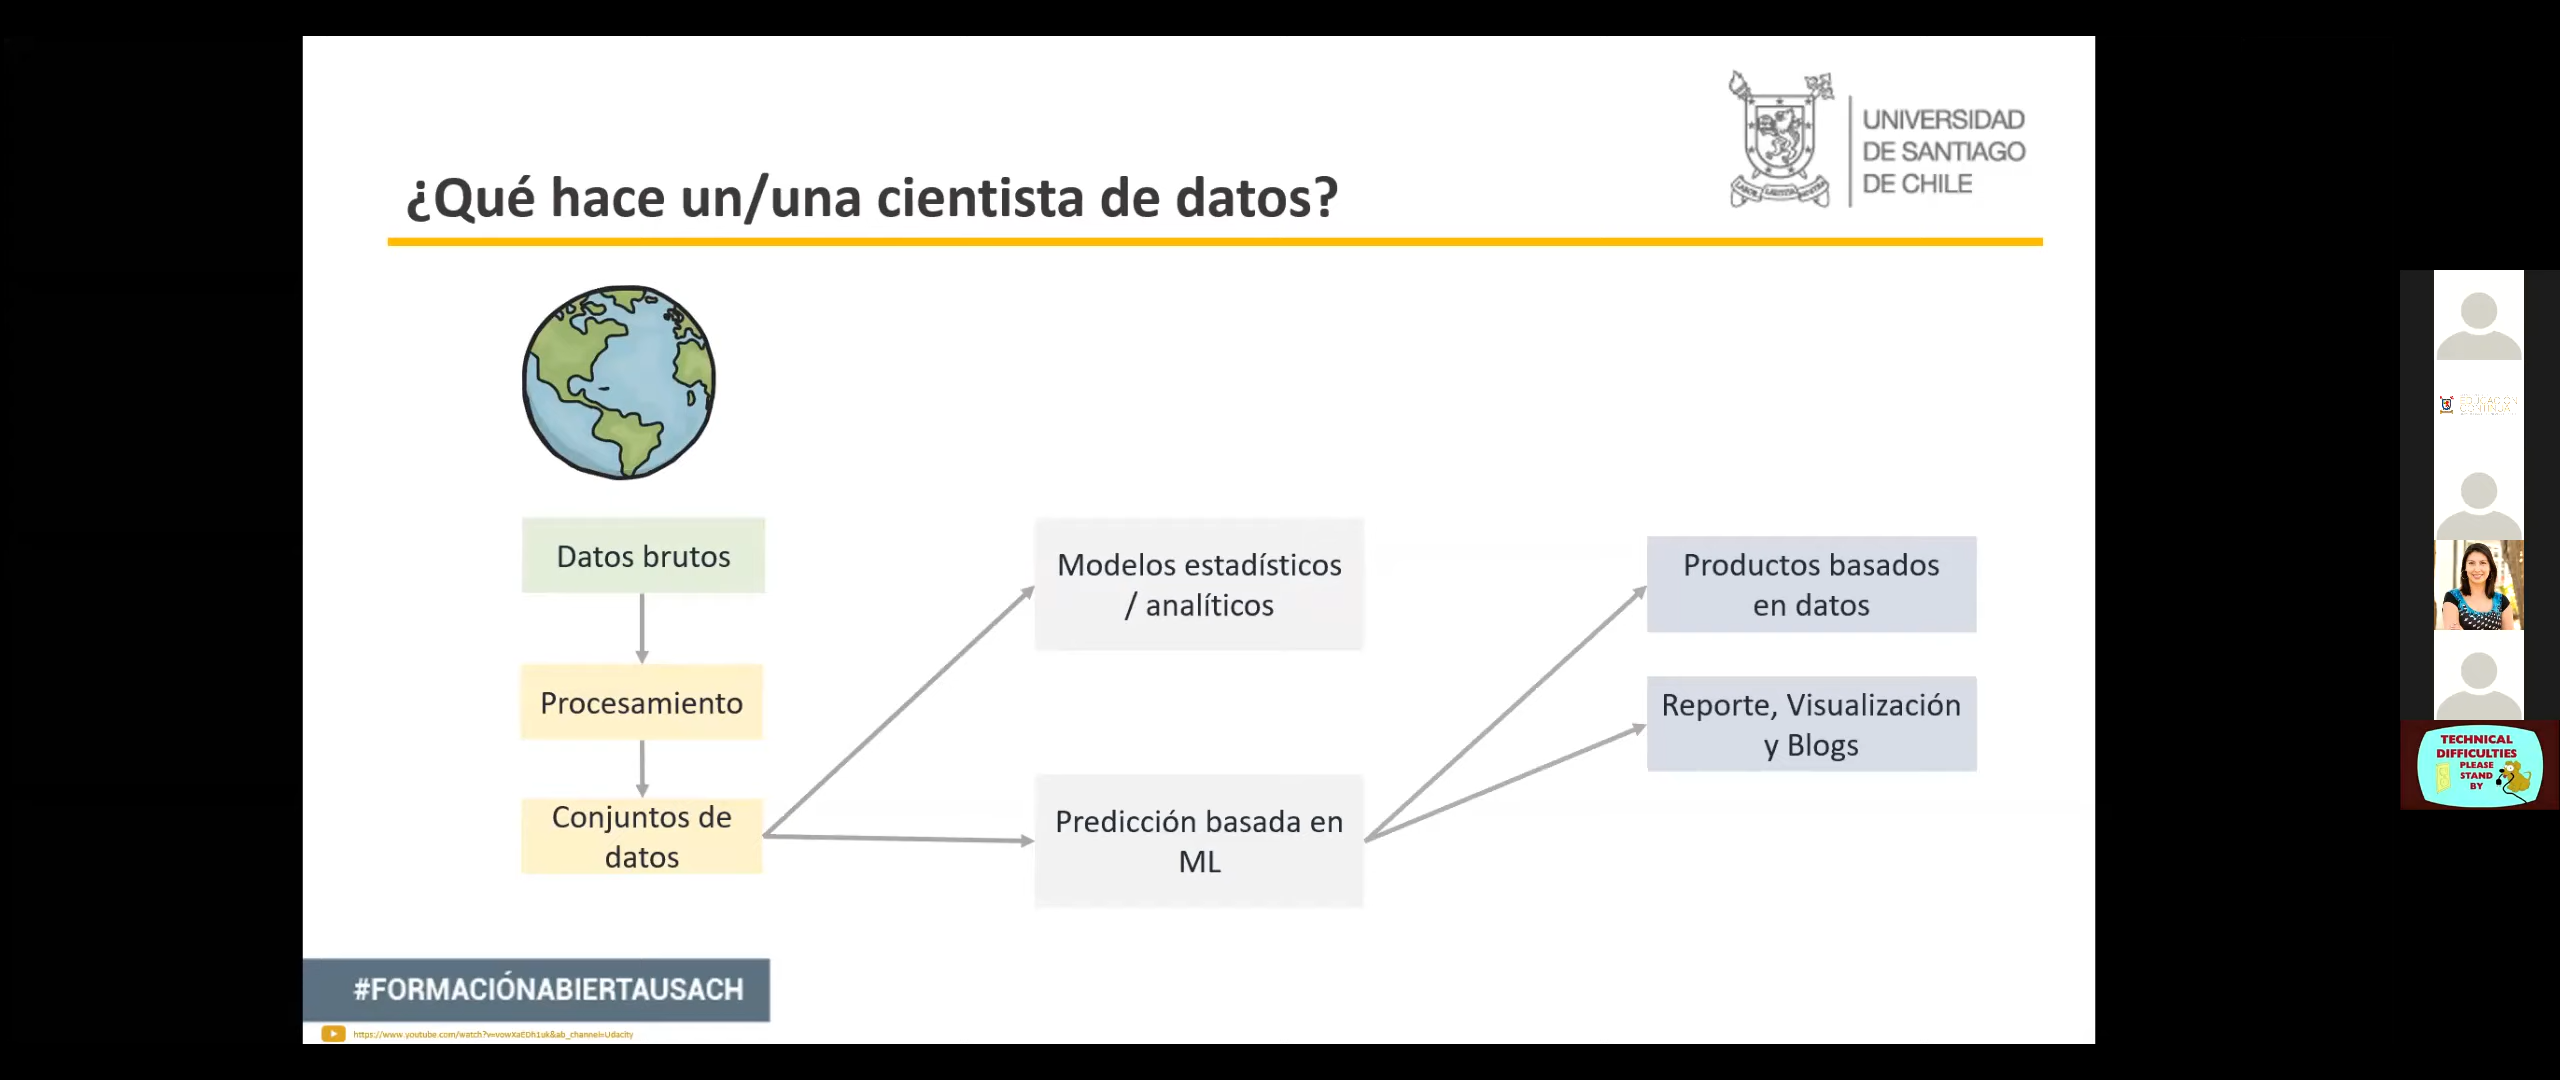 UNIVERSIDAD
DE SANTIAGO
DE CHILE
¿Qué hace un/una cientista de datos?
Datos brutos
Procesamiento
Conjuntos de
datos
Modelos estadísticos
/ analíticos
Predicción basada en
ML
Productos basados
en datos
Reporte, Visualización
y Blogs
#FORMACIÓNABIERTAUSACH
https://www.youtube.com/watch?v=vowXaEDh1uk&ab_channel=Udacity
EDUCACIÓN
CONTINUA
TECHNICAL
DIFFICULTIES
PLEASE
STAND
BY